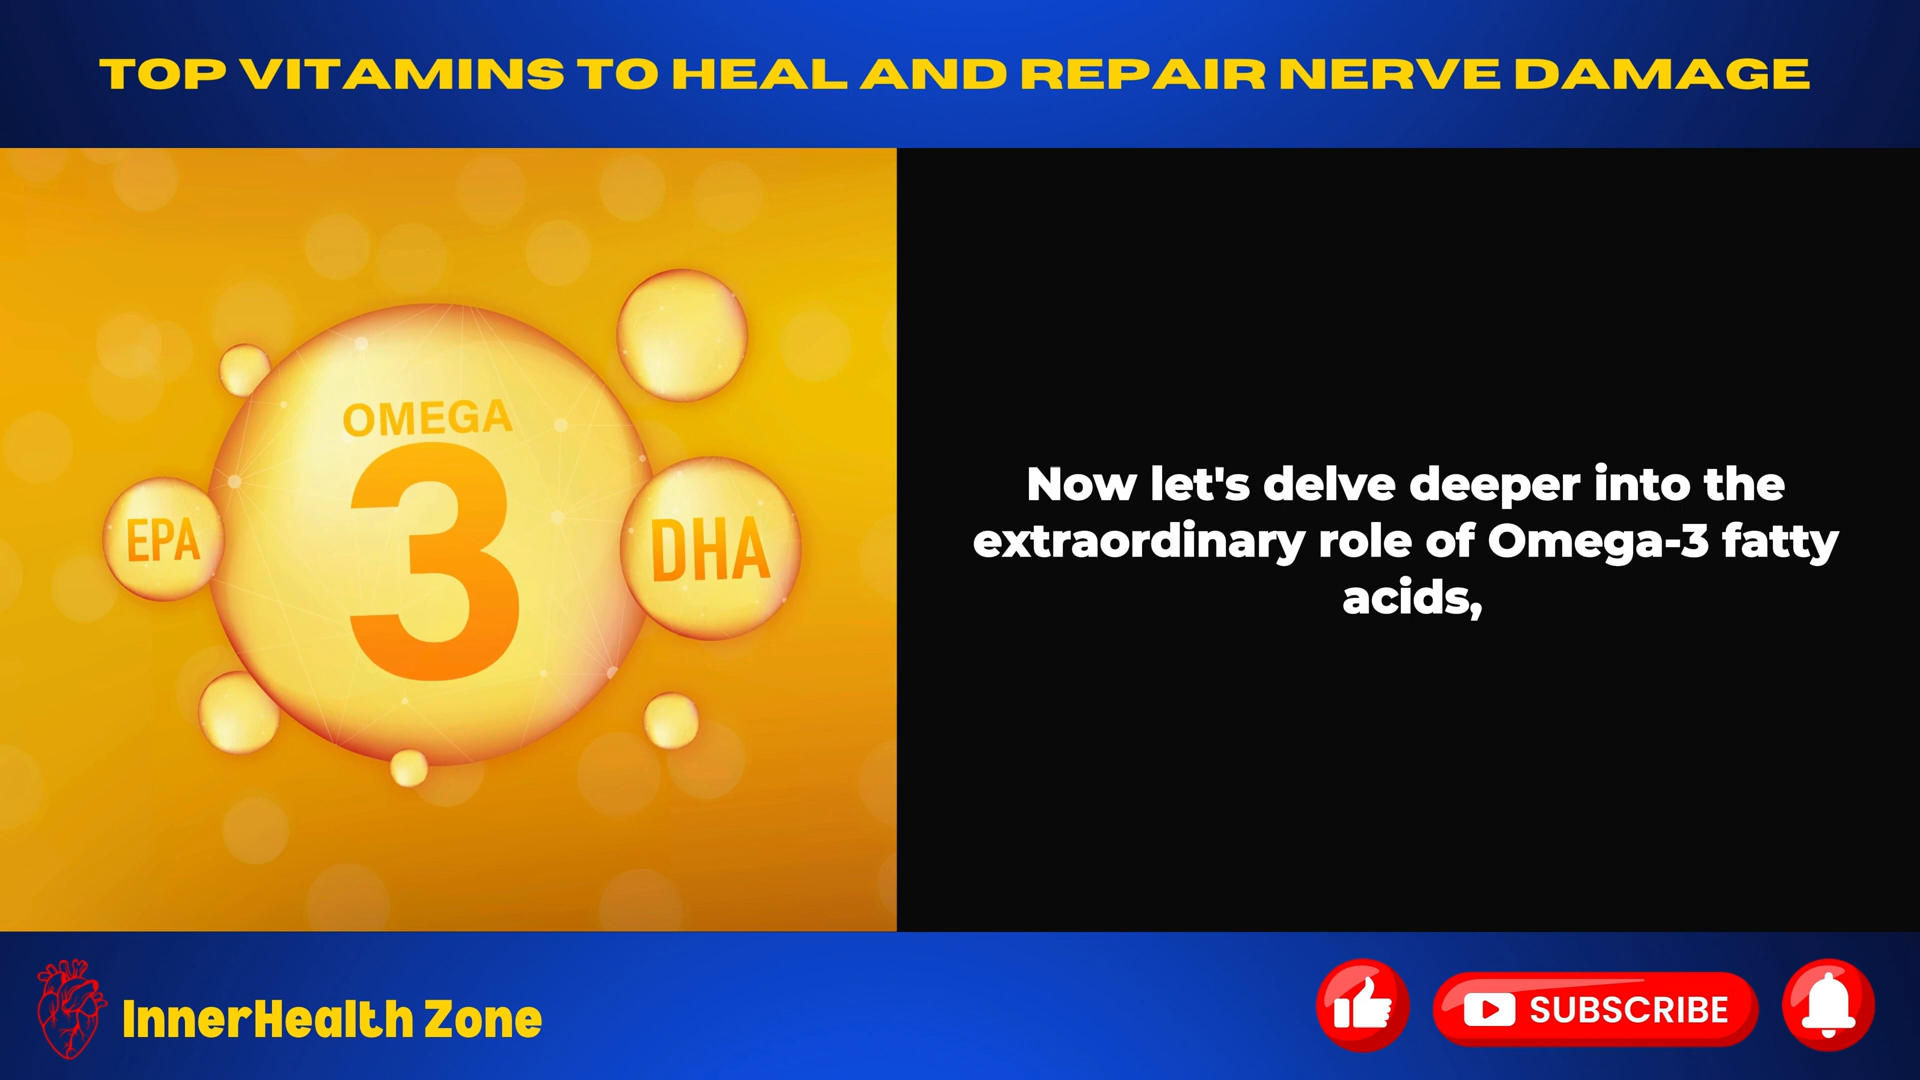 TOP VITAMINS TO HEAL AND REPAIR NERVE DAMAGE
OMEGA
3
EPA
DHA
Now let's delve deeper into the
extraordinary role of Omega-3 fatty
acids,
InnerHealth Zone
SUBSCRIBE